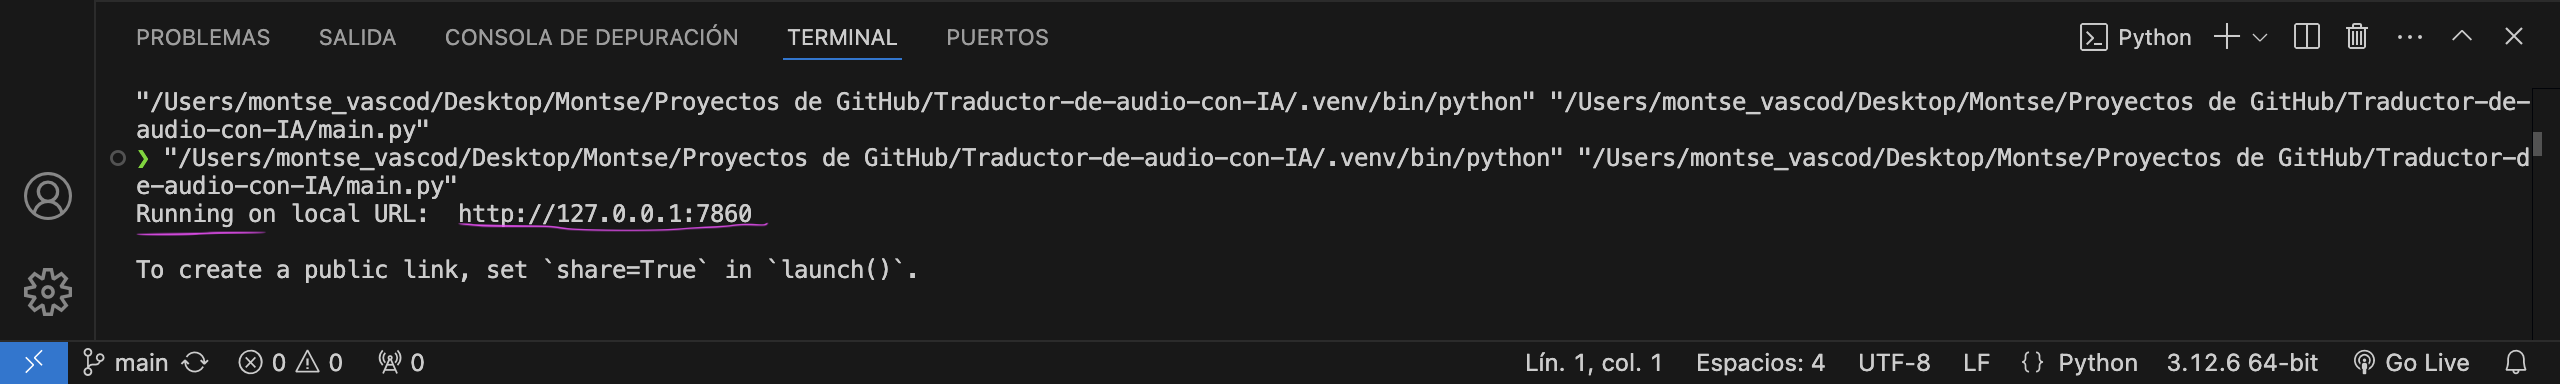 PROBLEMAS SALIDA CONSOLA DE DEPURACIÓN TERMINAL PUERTOS Python
"/Users/montse_vascod/Desktop/Montse/Proyectos de GitHub/Traductor-de-audio-con-IA/.venv/bin/python" "/Users/montse_vascod/Desktop/Montse/Proyectos de GitHub/Traductor-de-
audio-con-IA/main.py"
❯ "/Users/montse_vascod/Desktop/Montse/Proyectos de GitHub/Traductor-de-audio-con-IA/.venv/bin/python" "/Users/montse_vascod/Desktop/Montse/Proyectos de GitHub/Traductor-d
e-audio-con-IA/main.py"
Running on local URL:  http://127.0.0.1:7860
To create a public link, set `share=True` in `launch()`.
main 0 0 0 Lín. 1, col. 1 Espacios: 4 UTF-8 LF {} Python 3.12.6 64-bit Go Live